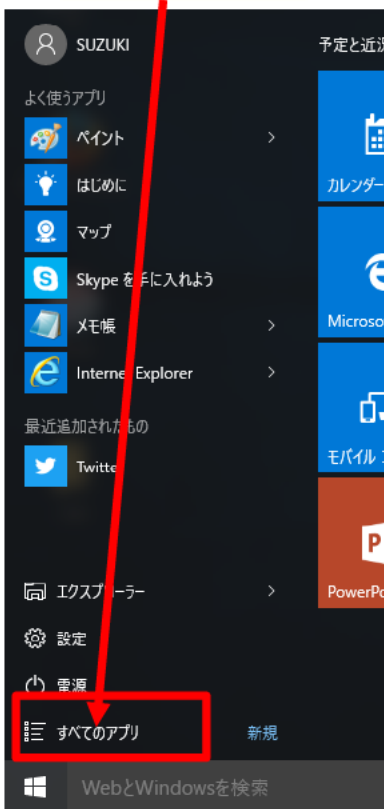 SUZUKI
予定と近況
よく使うアプリ
ペイント
はじめに
カレンダー
マップ
Skype を手に入れよう
Microso
メモ帳
Internet Explorer
最近追加されたもの
モバイル
Twitte
エクスプローラー
PowerPo
設定
電源
すべてのアプリ
新規
WebとWindowsを検索